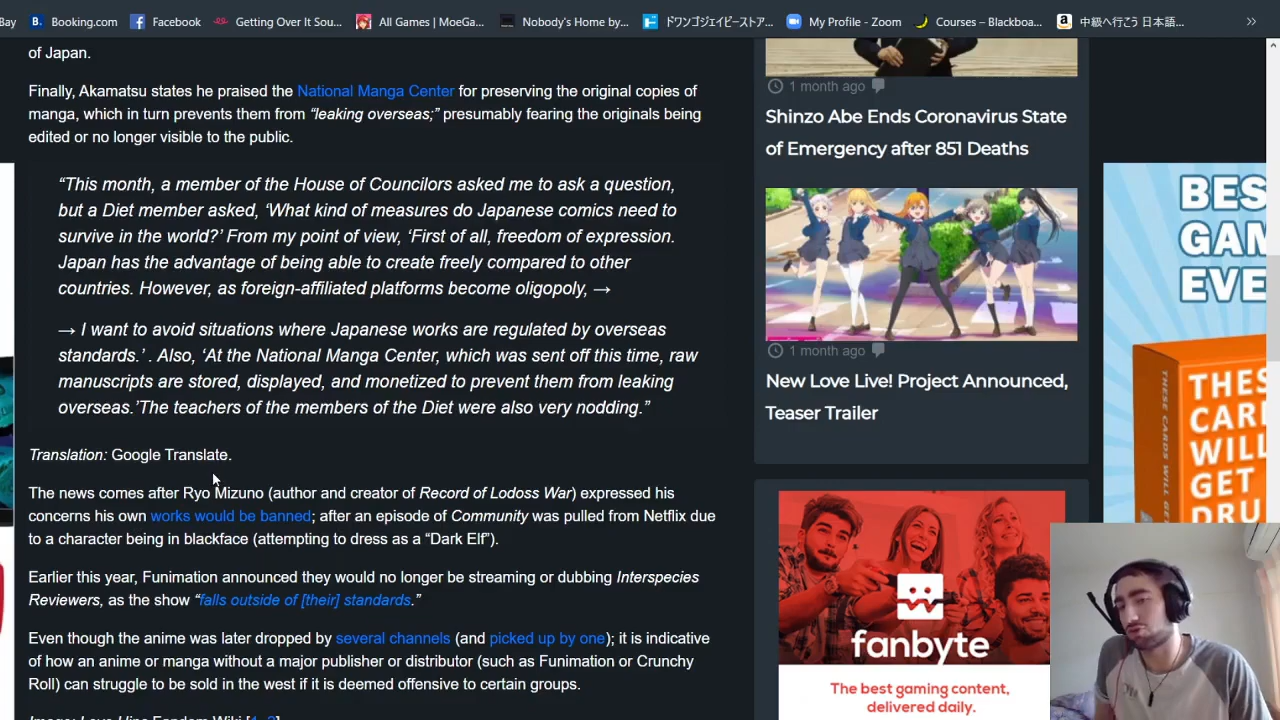 Bay
Booking.com
Facebook
Getting Over It Sou...
All Games | MoeGa...
Nobody's Home by...
ドワンゴジェイピーストア...
My Profile - Zoom
Courses – Blackboa...
中級へ行こう 日本語...
of Japan.
Finally, Akamatsu states he praised the National Manga Center for preserving the original copies of
manga, which in turn prevents them from “leaking overseas;” presumably fearing the originals being
edited or no longer visible to the public.
“This month, a member of the House of Councilors asked me to ask a question,
but a Diet member asked, ‘What kind of measures do Japanese comics need to
survive in the world?’ From my point of view, ‘First of all, freedom of expression.
Japan has the advantage of being able to create freely compared to other
countries. However, as foreign-affiliated platforms become oligopoly, →
→ I want to avoid situations where Japanese works are regulated by overseas
standards.’ . Also, ‘At the National Manga Center, which was sent off this time, raw
manuscripts are stored, displayed, and monetized to prevent them from leaking
overseas.’The teachers of the members of the Diet were also very nodding.”
Translation: Google Translate.
The news comes after Ryo Mizuno (author and creator of Record of Lodoss War) expressed his
concerns his own works would be banned; after an episode of Community was pulled from Netflix due
to a character being in blackface (attempting to dress as a “Dark Elf”).
Earlier this year, Funimation announced they would no longer be streaming or dubbing Interspecies
Reviewers, as the show “falls outside of [their] standards.”
Even though the anime was later dropped by several channels (and picked up by one); it is indicative
of how an anime or manga without a major publisher or distributor (such as Funimation or Crunchy
Roll) can struggle to be sold in the west if it is deemed offensive to certain groups.
Image: Love Hina Fandom Wiki [1, 2]
1 month ago
Shinzo Abe Ends Coronavirus State
of Emergency after 851 Deaths
1 month ago
New Love Live! Project Announced,
Teaser Trailer
fanbyte
The best gaming content,
delivered daily.
BES
GAM
EVE
THESE CARDS WILL GE
THES
CAR
WILL
GET
DRU